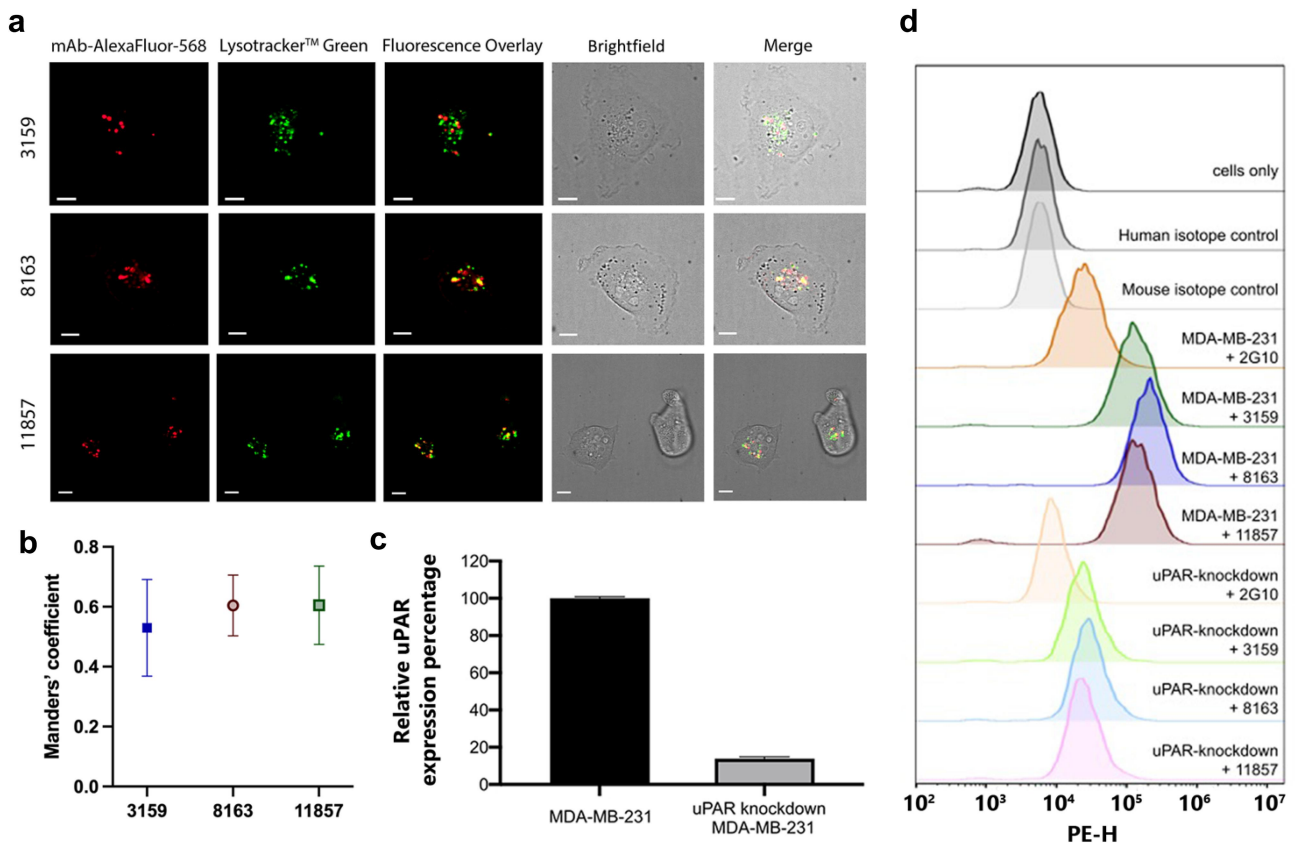 a
mAb-AlexaFluor-568 Lysotracker™ Green Fluorescence Overlay Brightfield Merge
3159
8163
11857
b
Manders’ coefficient
0.8
0.6
0.4
0.2
0.0
3159 8163 11857
c
Relative uPAR
expression percentage
120
100
80
60
40
20
0
MDA-MB-231
uPAR knockdown
MDA-MB-231
d
cells only
Human isotope control
Mouse isotope control
MDA-MB-231
+ 2G10
MDA-MB-231
+ 3159
MDA-MB-231
+ 8163
MDA-MB-231
+ 11857
uPAR-knockdown
+ 2G10
uPAR-knockdown
+ 3159
uPAR-knockdown
+ 8163
uPAR-knockdown
+ 11857
10² 10³ 10⁴ 10⁵ 10⁶ 10⁷
PE-H